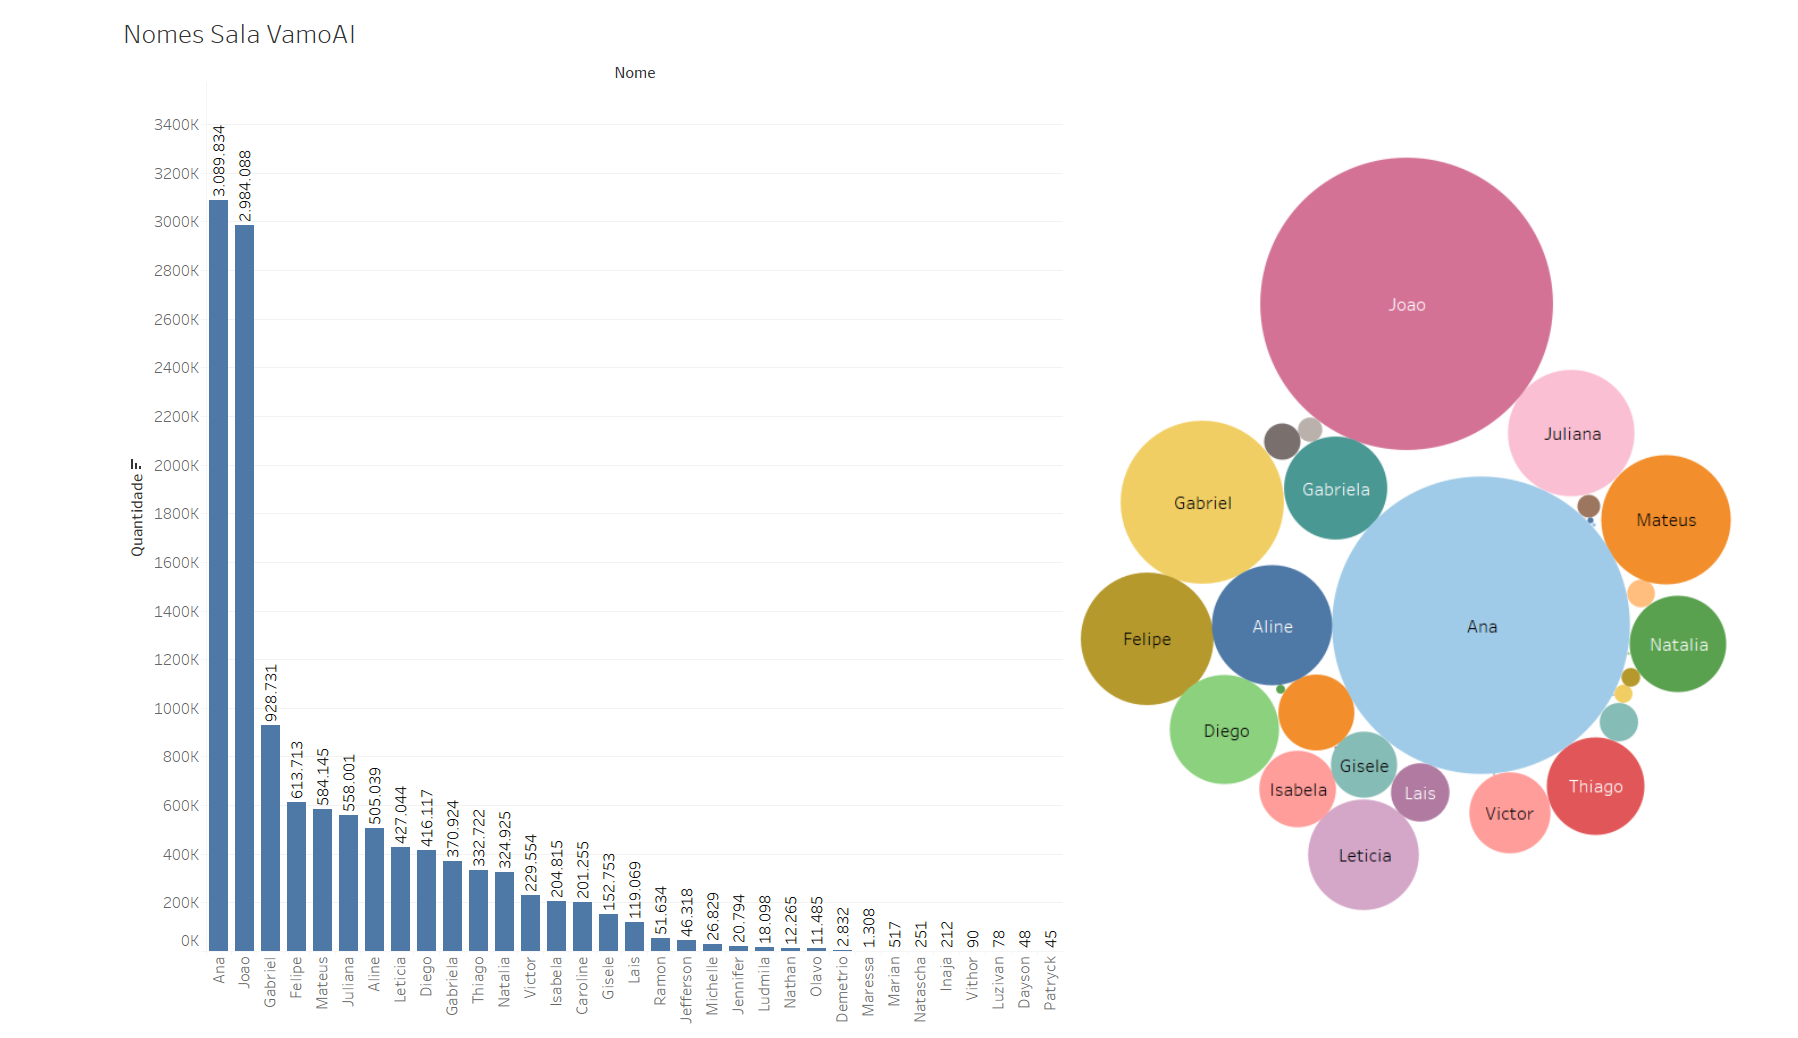 Nomes Sala VamoAI
Nome
Quantidade
3400K
3200K
3000K
2800K
2600K
2400K
2200K
2000K
1800K
1600K
1400K
1200K
1000K
800K
600K
400K
200K
0K
3.089.834
2.984.088
928.731
613.713
584.145
558.001
505.039
427.044
416.117
370.924
332.722
324.925
229.554
204.815
201.255
152.753
119.069
51.634
46.318
26.829
20.794
18.098
12.265
11.485
2.832
1.308
517
251
212
90
78
48
45
Ana
Joao
Gabriel
Felipe
Mateus
Juliana
Aline
Leticia
Diego
Gabriela
Thiago
Natalia
Victor
Isabela
Caroline
Gisele
Lais
Ramon
Jefferson
Michelle
Jennifer
Ludmila
Nathan
Olavo
Demetrio
Maressa
Marian
Natascha
Inaja
Vithor
Luzivan
Dayson
Patryck
Joao
Juliana
Gabriela
Gabriel
Mateus
Aline
Ana
Felipe
Natalia
Diego
Gisele
Thiago
Isabela
Lais
Victor
Leticia